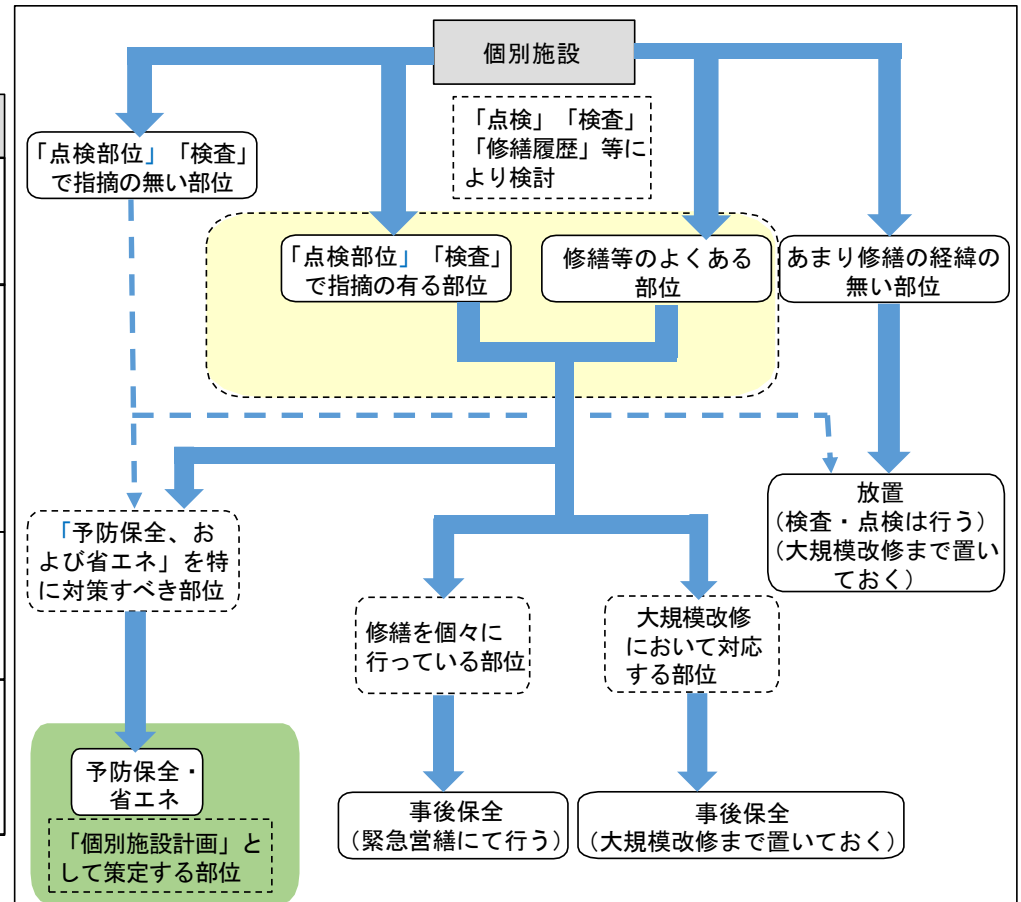 個別施設
「点検」「検査」
「修繕履歴」等に
より検討
「点検部位」「検査」
で指摘の無い部位
「点検部位」「検査」
で指摘の有る部位
修繕等のよくある
部位
あまり修繕の経緯の
無い部位
放置
（検査・点検は行う）
（大規模改修まで置い
ておく）
「予防保全、お
よび省エネ」を特
に対策すべき部位
修繕を個々に
行っている部位
大規模改修
において対応
する部位
予防保全・
省エネ
「個別施設計画」と
して策定する部位
事後保全
（緊急営繕にて行う）
事後保全
（大規模改修まで置いておく）